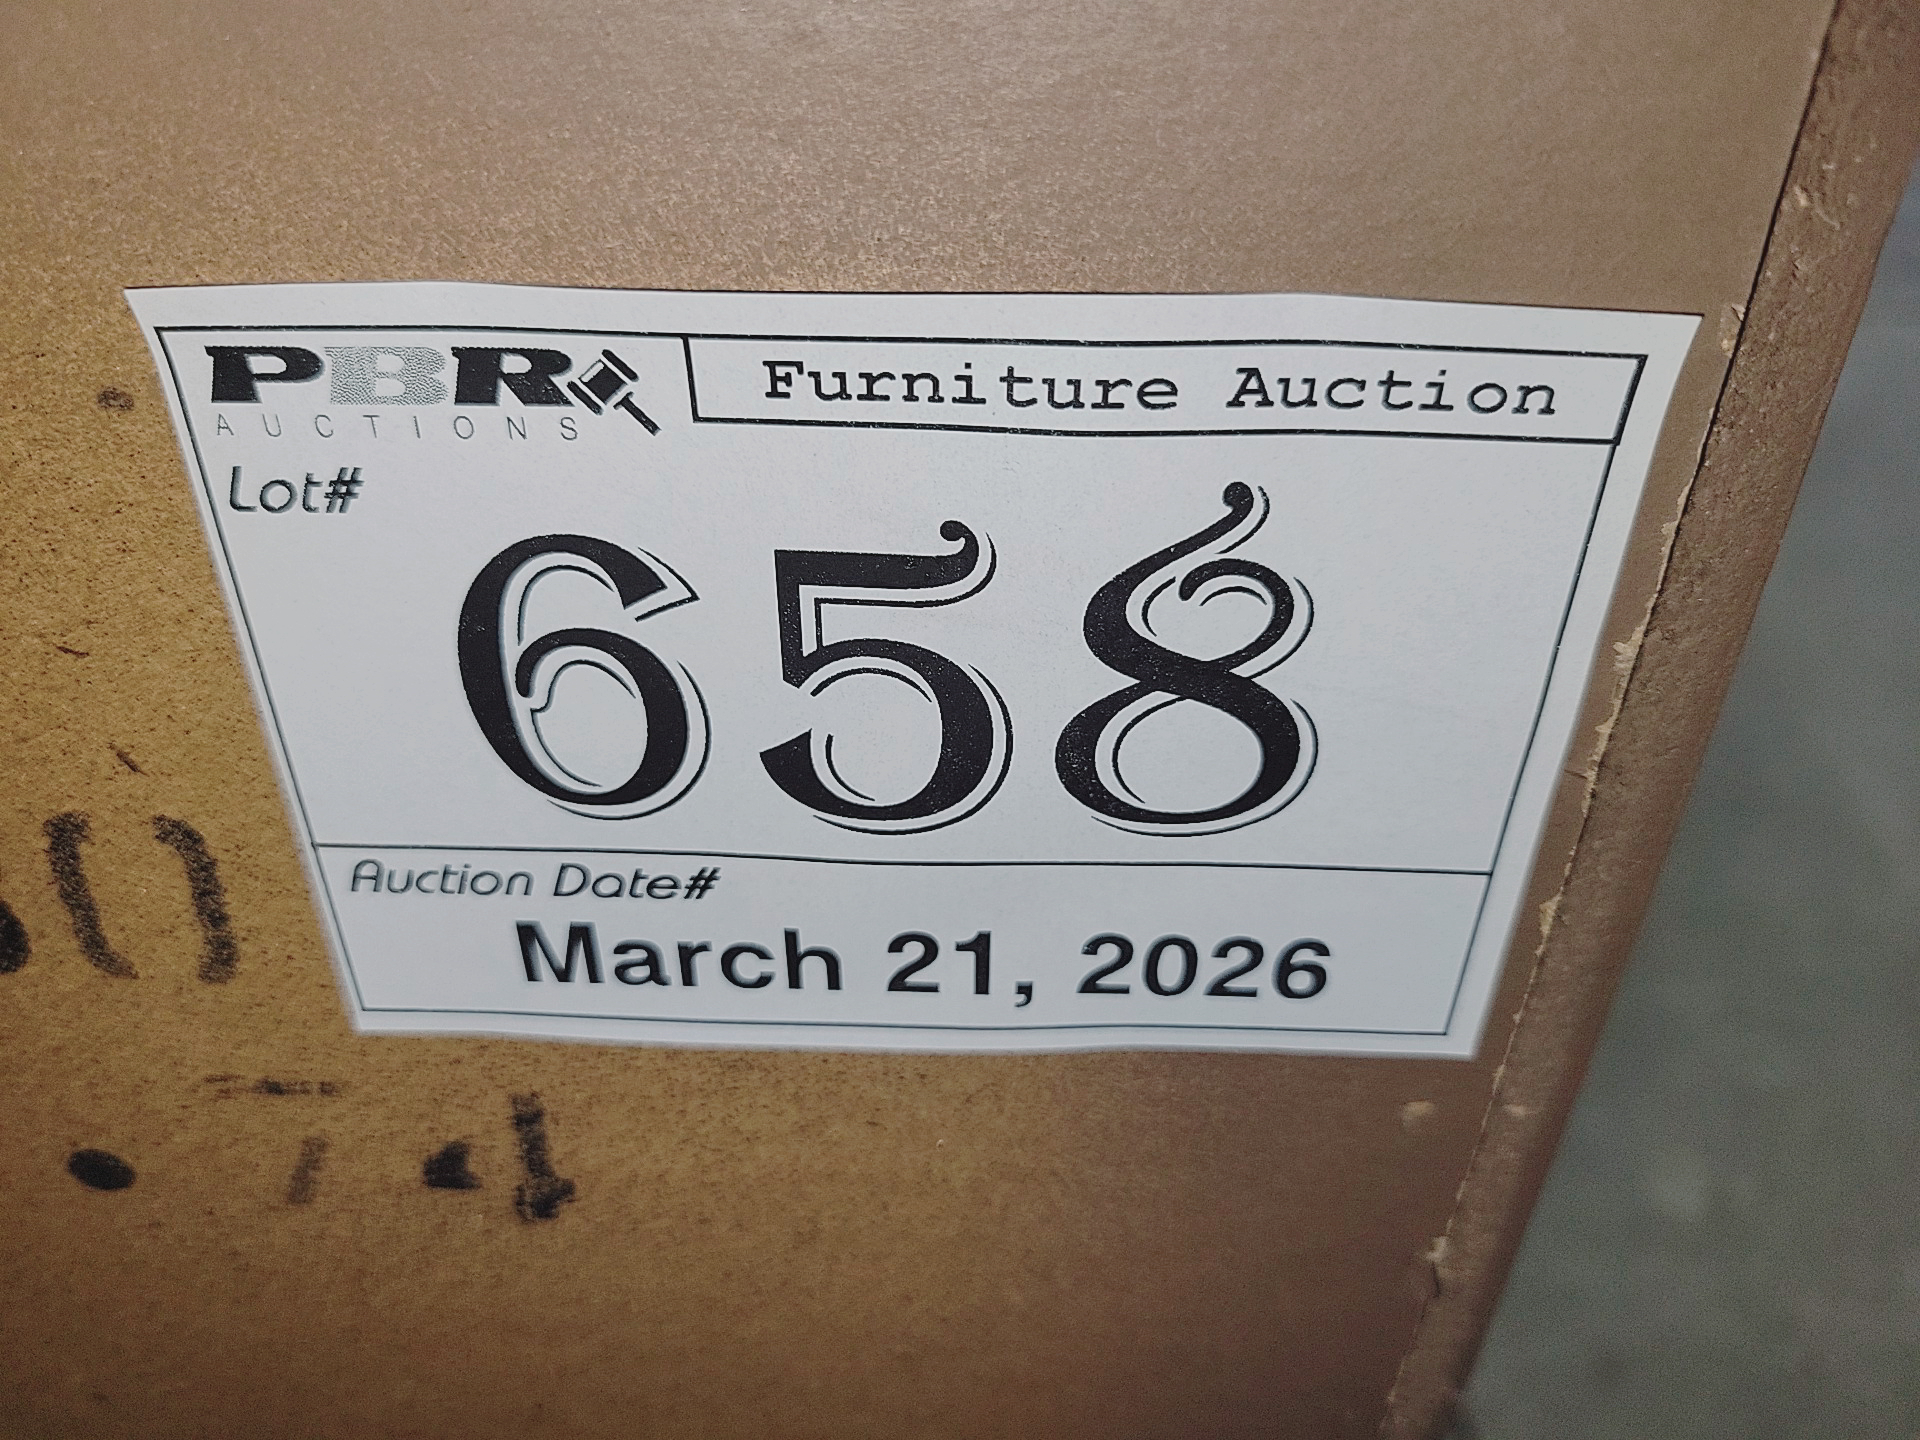 PBR
AUCTIONS
Furniture Auction
Lot#
658
Auction Date#
March 21, 2026